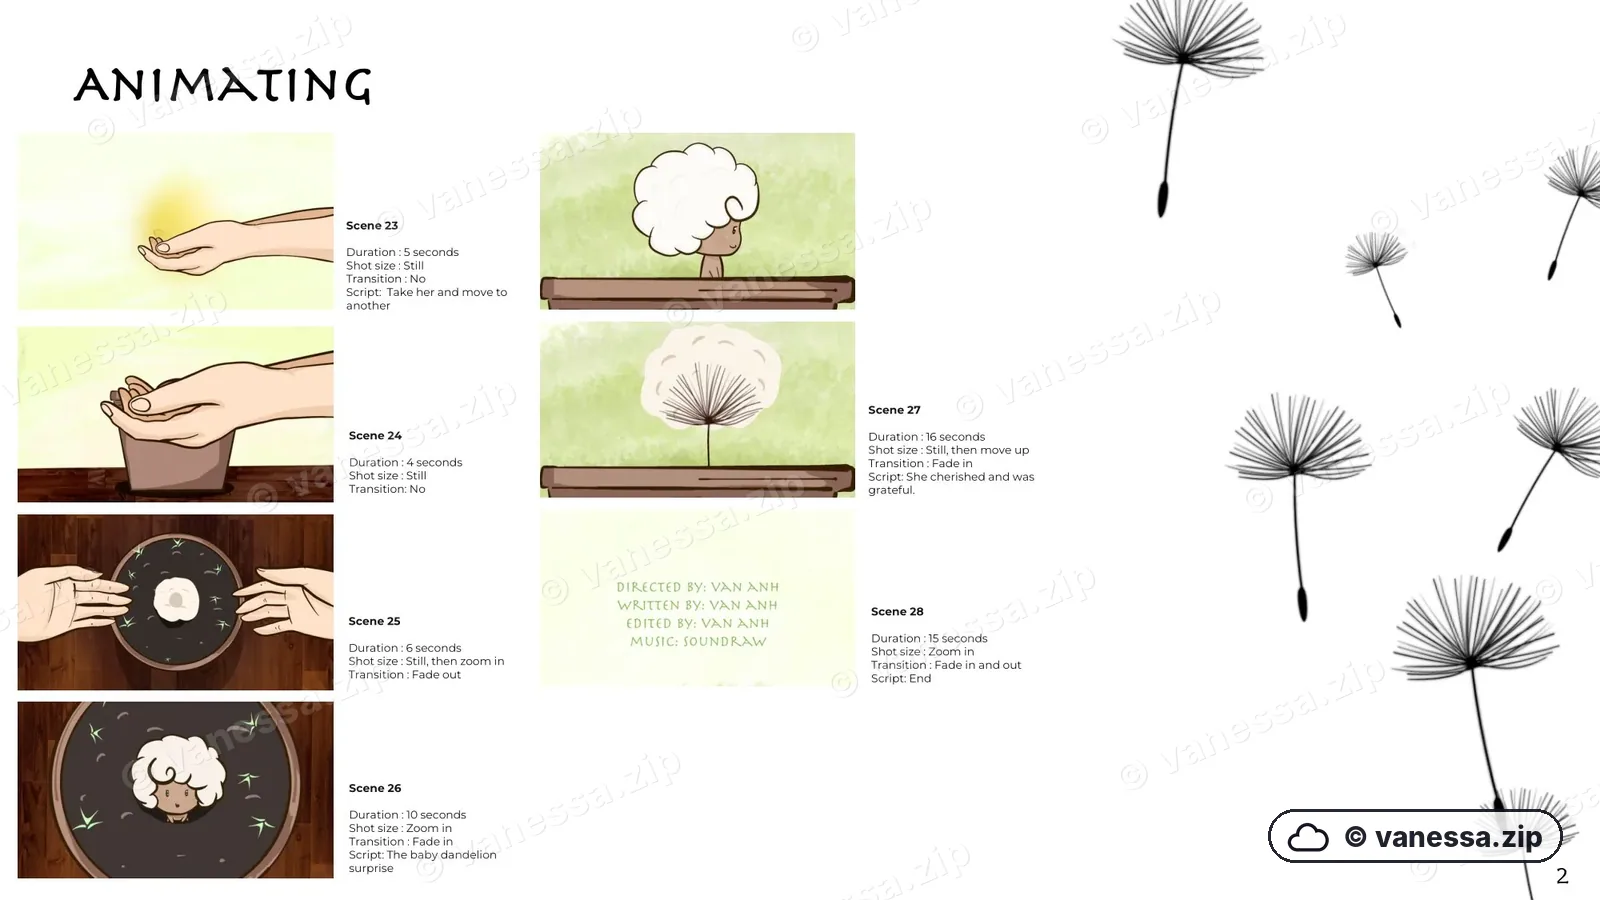 ANIMATING
Scene 23
Duration : 5 seconds
Shot size : Still
Transition : No
Script: Take her and move to
another
Scene 24
Duration : 4 seconds
Shot size : Still
Transition: No
Scene 25
Duration : 6 seconds
Shot size : Still, then zoom in
Transition : Fade out
Scene 26
Duration : 10 seconds
Shot size : Zoom in
Transition : Fade in
Script: The baby dandelion
surprise
Scene 27
Duration : 16 seconds
Shot size : Still, then move up
Transition : Fade in
Script: She cherished and was
grateful.
DIRECTED BY: VAN ANH
WRITTEN BY: VAN ANH
EDITED BY: VAN ANH
MUSIC: SOUNDRAW
Scene 28
Duration : 15 seconds
Shot size : Zoom in
Transition : Fade in and out
Script: End
© vanessa.zip
2